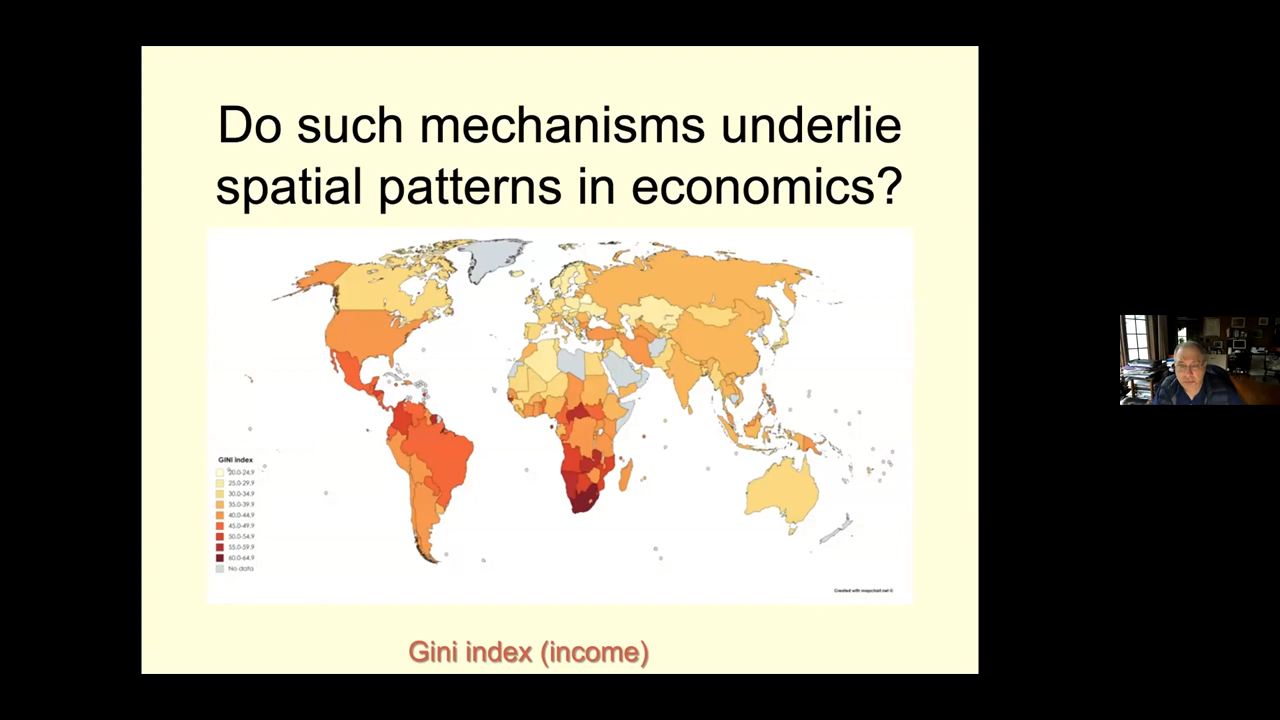 Do such mechanisms underlie
spatial patterns in economics?
GINI index
20.0-24.9
25.0-29.9
30.0-34.9
35.0-39.9
40.0-44.9
45.0-49.9
50.0-54.9
55.0-59.9
60.0-64.9
No data
Created with mapchart.net ©
Gini index (income)